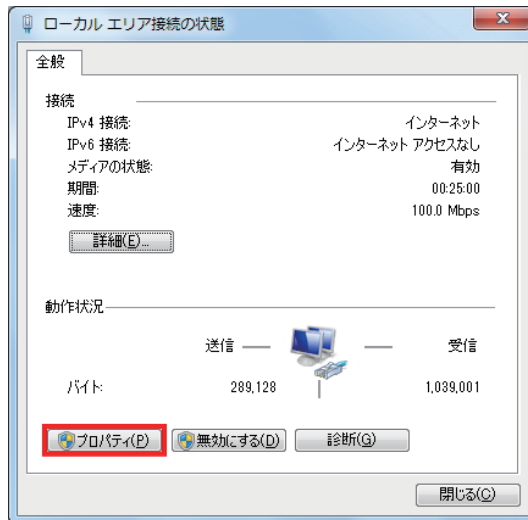 ローカル エリア接続の状態
全般
接続
IPv4 接続: インターネット
IPv6 接続: インターネット アクセスなし
メディアの状態: 有効
期間: 00:25:00
速度: 100.0 Mbps
詳細(E)...
動作状況
送信 受信
バイト: 289,128 1,039,001
プロパティ(P) 無効にする(D) 診断(G)
閉じる(C)